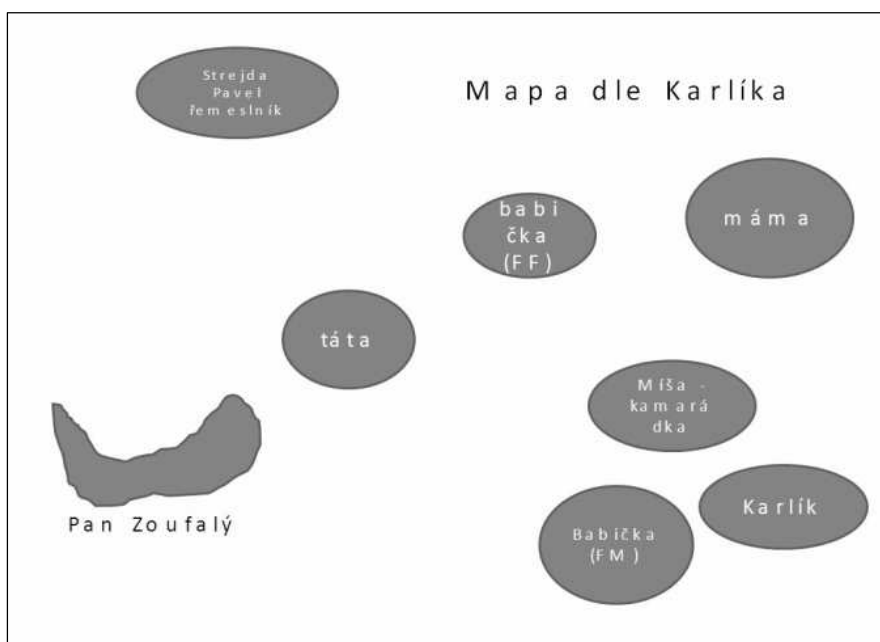 Strejda
Pavel
řemeslník
Mapa dle Karlíka
babi
čka
(FF)
máma
táta
Míša -
kamará
dka
Karlík
Babička
(FM)
Pan Zoufalý